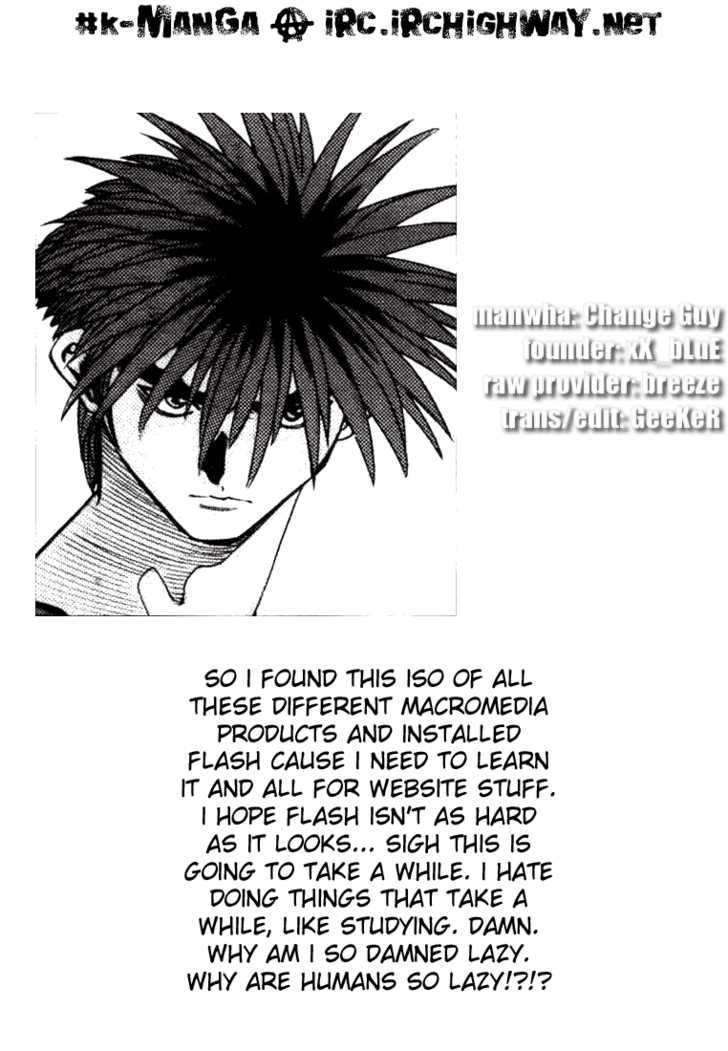 #k-MANGA @ iRC.iRCHiGHWAY.NeT
manwha: Change Guy
founder: xX_bLuE
raw provider: breeze
trans/edit: GeeKeR
SO I FOUND THIS ISO OF ALL
THESE DIFFERENT MACROMEDIA
PRODUCTS AND INSTALLED
FLASH CAUSE I NEED TO LEARN
IT AND ALL FOR WEBSITE STUFF.
I HOPE FLASH ISN'T AS HARD
AS IT LOOKS... SIGH THIS IS
GOING TO TAKE A WHILE. I HATE
DOING THINGS THAT TAKE A
WHILE, LIKE STUDYING. DAMN.
WHY AM I SO DAMNED LAZY.
WHY ARE HUMANS SO LAZY!?!?